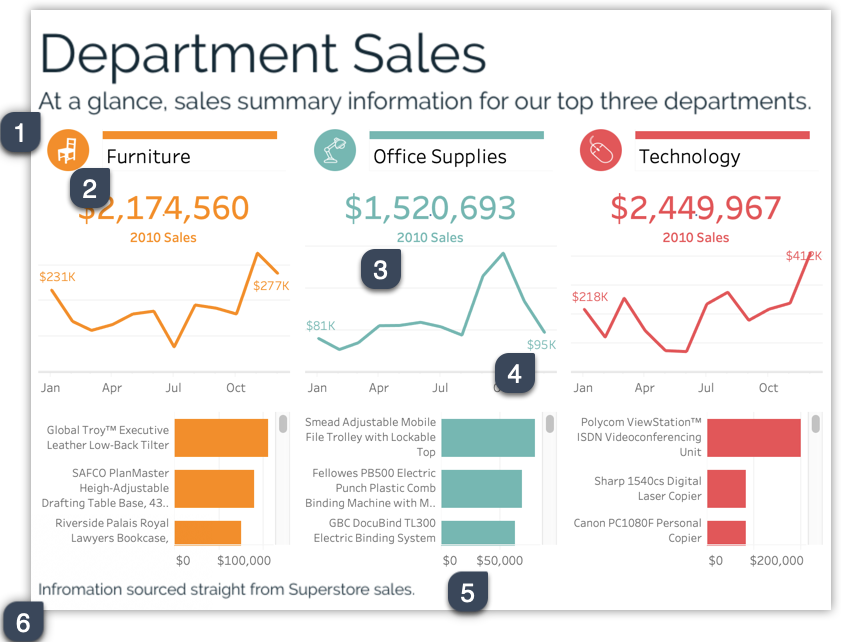 Department Sales
At a glance, sales summary information for our top three departments.
1
Furniture
Office Supplies
Technology
2
$2,174,560
$1,520,693
$2,449,967
2010 Sales
2010 Sales
2010 Sales
3
$231K
$277K
$81K
$95K
$218K
$412K
4
Jan Apr Jul Oct
Jan Apr Jul
Jan Apr Jul Oct
Global Troy™ Executive
Leather Low-Back Tilter
SAFCO PlanMaster
Heigh-Adjustable
Drafting Table Base, 43..
Riverside Palais Royal
Lawyers Bookcase,
$0 $100,000
Smead Adjustable Mobile
File Trolley with Lockable
Top
Fellowes PB500 Electric
Punch Plastic Comb
Binding Machine with M..
GBC DocuBind TL300
Electric Binding System
$0 $50,000
Polycom ViewStation™
ISDN Videoconferencing
Unit
Sharp 1540cs Digital
Laser Copier
Canon PC1080F Personal
Copier
$0 $200,000
5
Infromation sourced straight from Superstore sales.
6